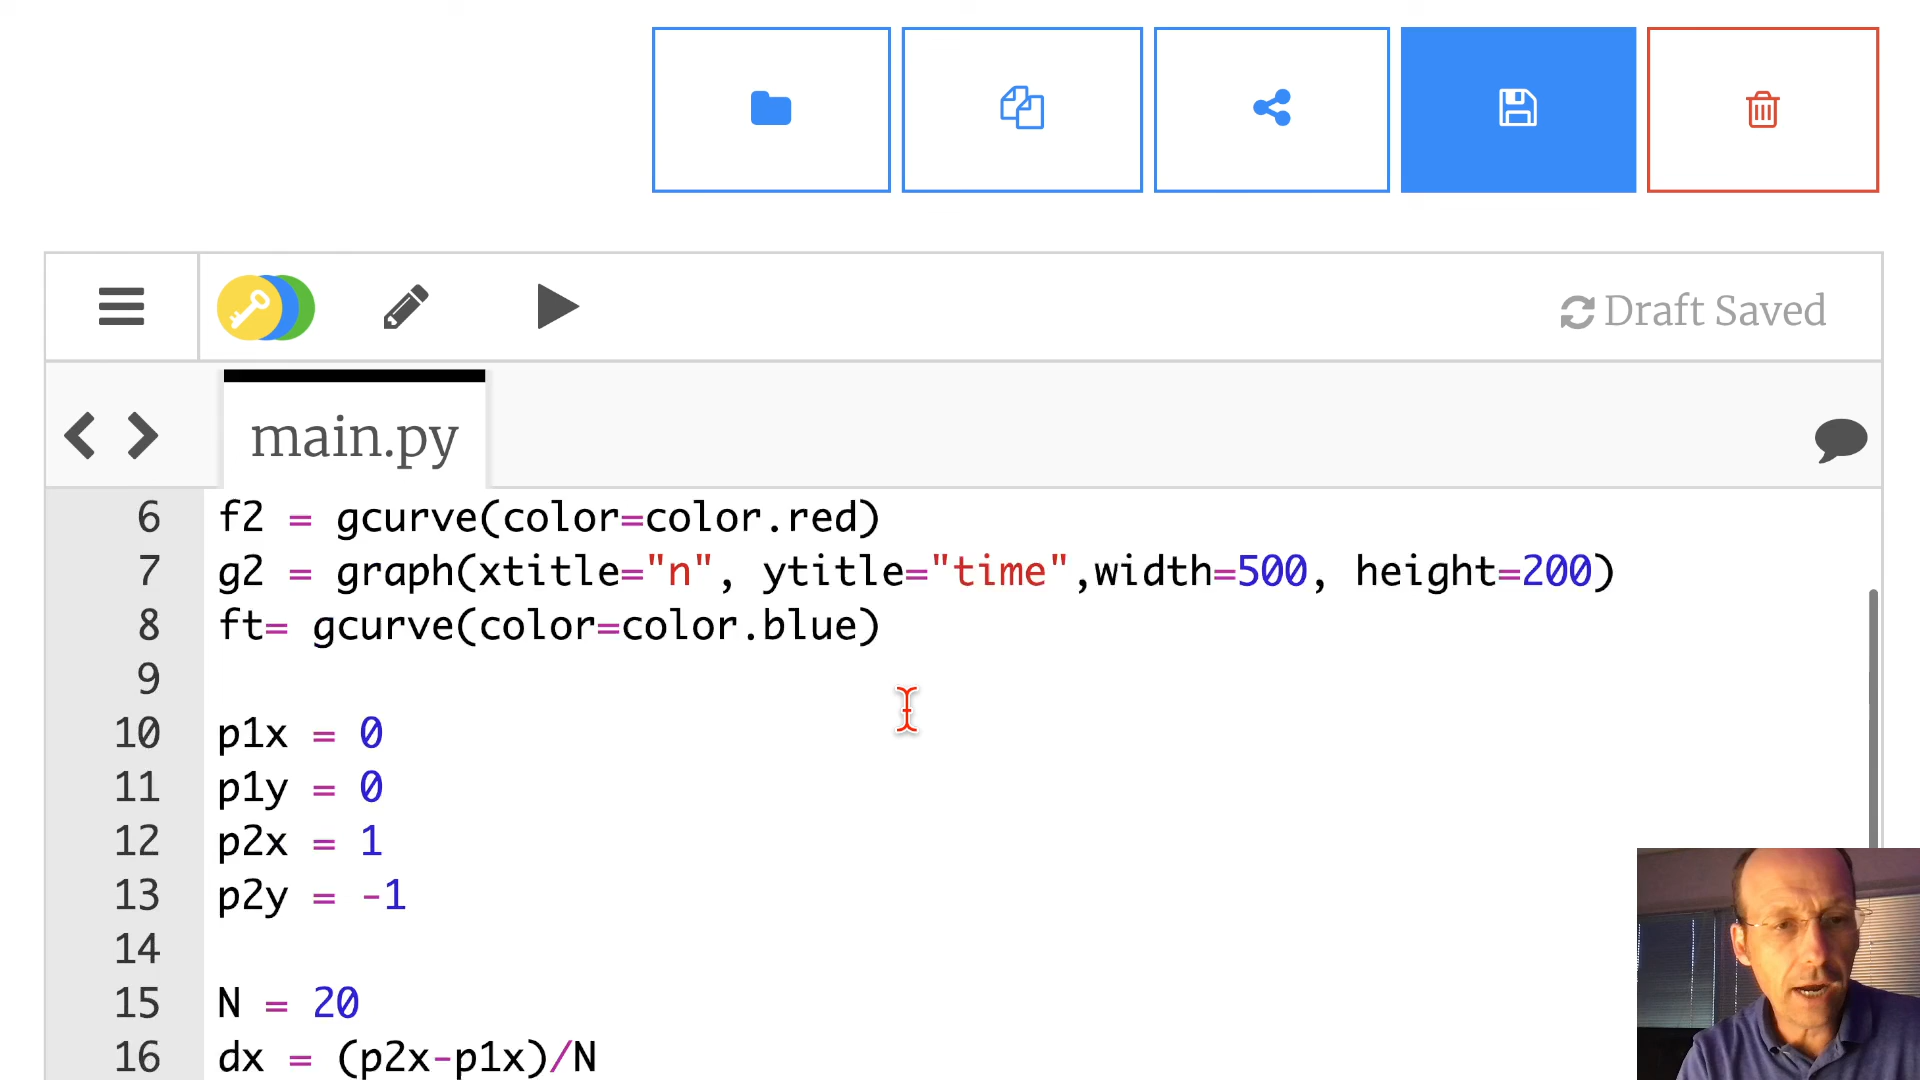 Draft Saved
main.py
6 f2 = gcurve(color=color.red)
7 g2 = graph(xtitle="n", ytitle="time",width=500, height=200)
8 ft= gcurve(color=color.blue)
9
10 p1x = 0
11 p1y = 0
12 p2x = 1
13 p2y = -1
14
15 N = 20
16 dx = (p2x-p1x)/N